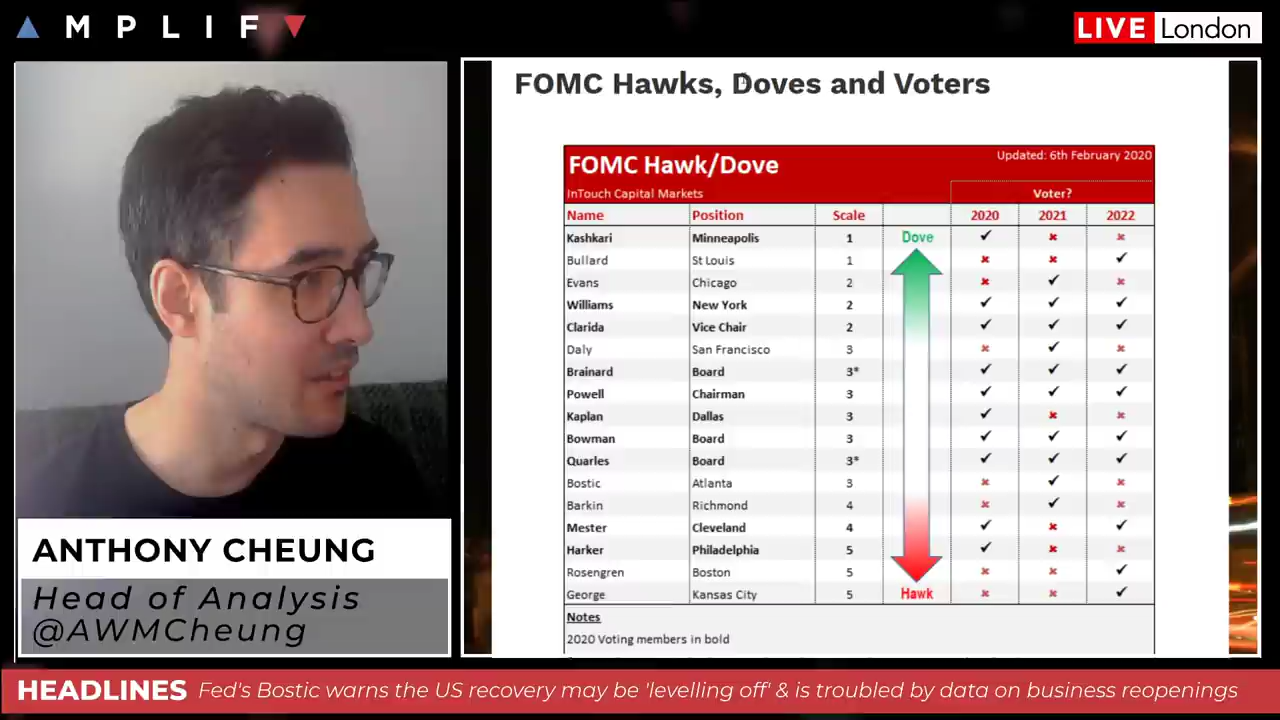 AMPLIFY
LIVE London
FOMC Hawks, Doves and Voters
FOMC Hawk/Dove Updated: 6th February 2020
InTouch Capital Markets Voter?
Name Position Scale 2020 2021 2022
Kashkari Minneapolis 1 Dove ✓ ✗ ✗
Bullard St Louis 1 ✗ ✗ ✓
Evans Chicago 2 ✗ ✓ ✗
Williams New York 2 ✓ ✓ ✓
Clarida Vice Chair 2 ✓ ✓ ✓
Daly San Francisco 3 ✗ ✓ ✗
Brainard Board 3* ✓ ✓ ✓
Powell Chairman 3 ✓ ✓ ✓
Kaplan Dallas 3 ✓ ✗ ✗
Bowman Board 3 ✓ ✓ ✓
Quarles Board 3* ✓ ✓ ✓
Bostic Atlanta 3 ✗ ✓ ✗
Barkin Richmond 4 ✗ ✓ ✗
Mester Cleveland 4 ✓ ✗ ✓
Harker Philadelphia 5 ✓ ✗ ✗
Rosengren Boston 5 ✗ ✗ ✓
George Kansas City 5 Hawk ✗ ✗ ✓
Notes
2020 Voting members in bold
ANTHONY CHEUNG
Head of Analysis
@AWMCheung
HEADLINES Fed's Bostic warns the US recovery may be 'levelling off' & is troubled by data on business reopenings